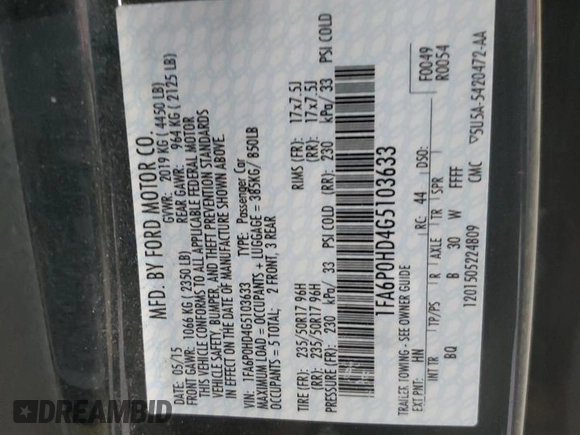 MFD. BY FORD MOTOR CO.
DATE: 05/15 GVWR: 2019 KG ( 4450 LB)
FRONT GAWR: 1066 KG ( 2350 LB) REAR GAWR: 964 KG ( 2125 LB)
THIS VEHICLE CONFORMS TO ALL APPLICABLE FEDERAL MOTOR
VEHICLE SAFETY, BUMPER, AND THEFT PREVENTION STANDARDS
IN EFFECT ON THE DATE OF MANUFACTURE SHOWN ABOVE.
VIN: 1FA6P0HD4G5103633 TYPE: Passenger Car
MAXIMUM LOAD = OCCUPANTS + LUGGAGE = 385KG/ 850LB
OCCUPANTS = 5 TOTAL; 2 FRONT, 3 REAR
TIRE (FR): 235/50R17 96H RIMS (FR): 17x7.5J
(RR): 235/50R17 96H (RR): 17x7.5J
PRESSURE (FR): 230 kPa/ 33 PSI COLD (RR): 230 kPa/ 33 PSI COLD
1FA6P0HD4G5103633
TRAILER TOWING - SEE OWNER GUIDE
EXT PNT: HN RC: 44 DSO: F0049
R0054
INT TR TP/PS R AXLE TR SPR
BQ B 30 W FFFF
1201505224809 CMC ▽5U5A-5420472-AA
DREAMBID